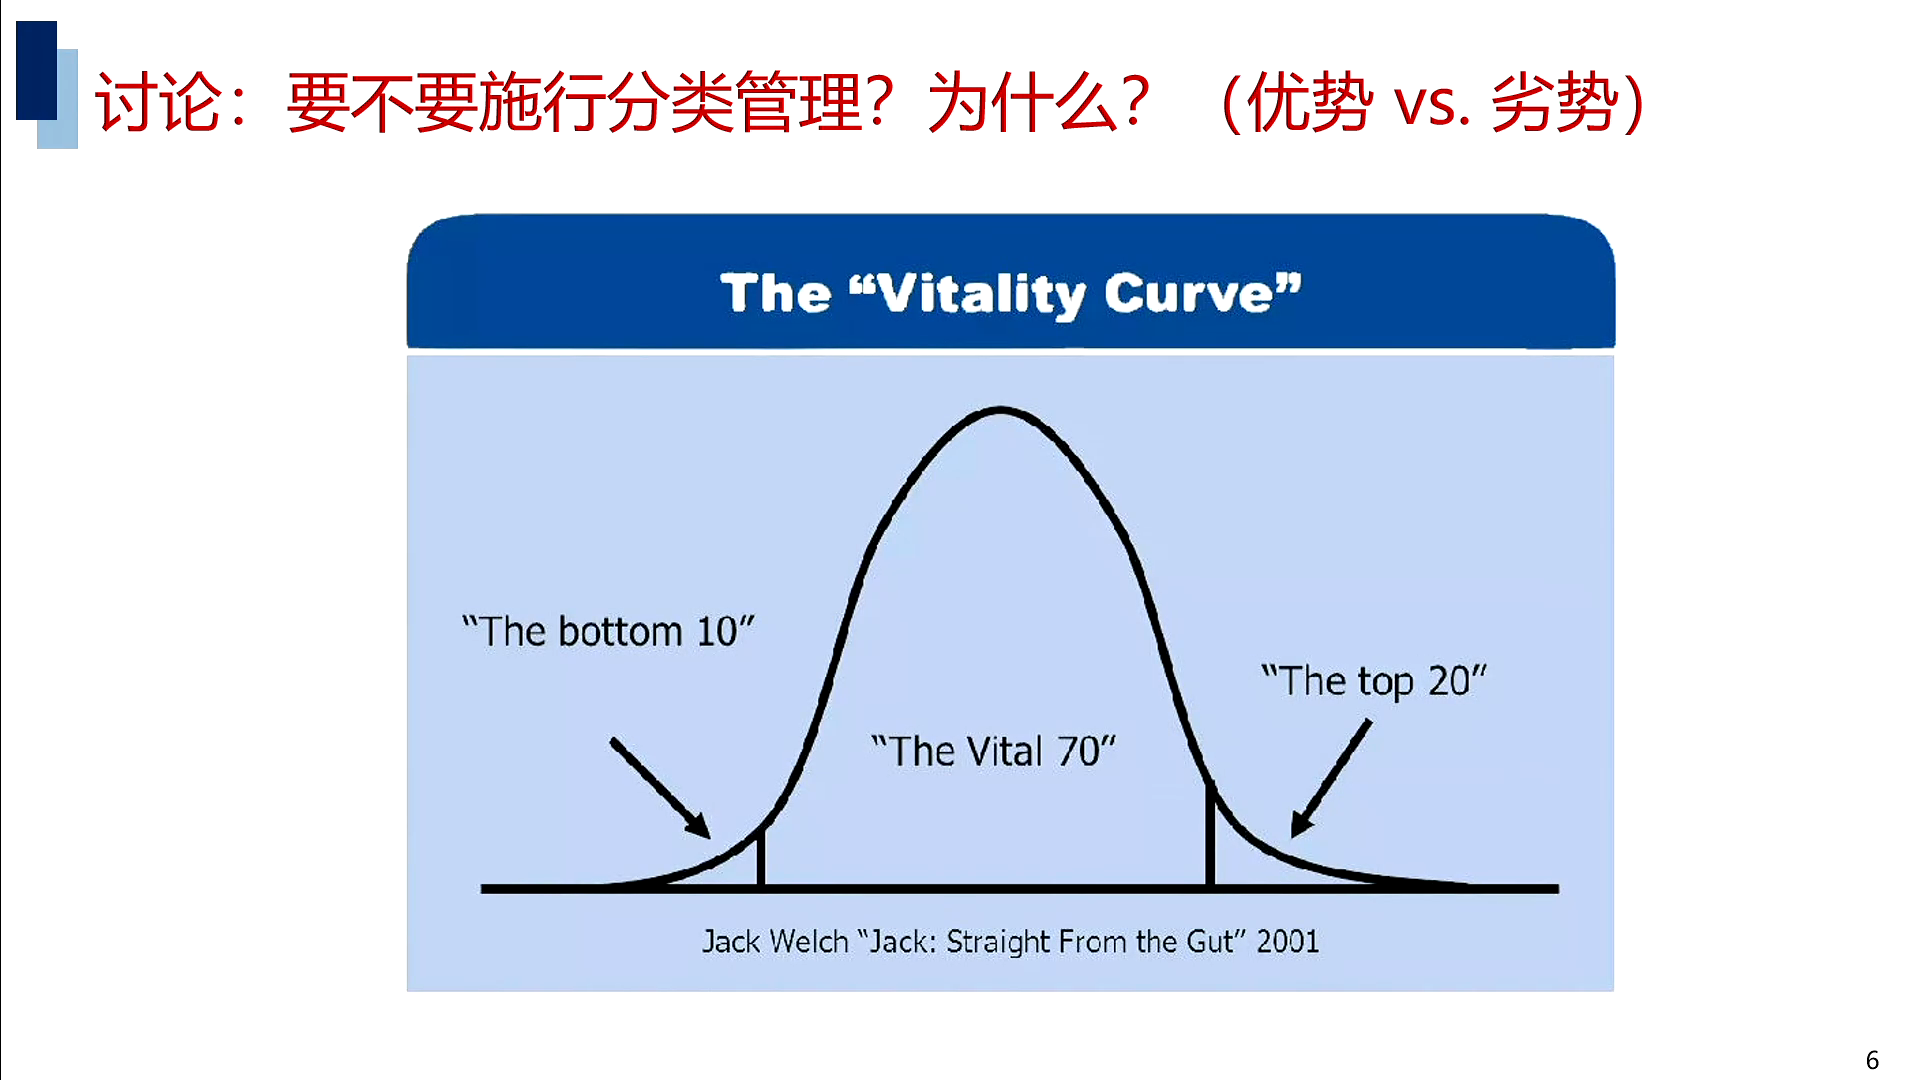 讨论：要不要施行分类管理？为什么？（优势 vs. 劣势）
The “Vitality Curve”
“The bottom 10”
“The top 20”
“The Vital 70”
Jack Welch “Jack: Straight From the Gut” 2001
6